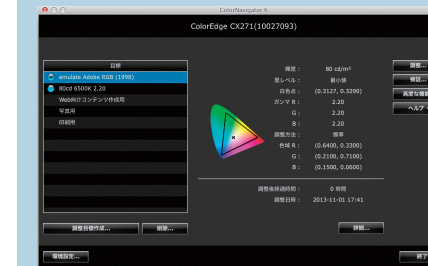 ColorNavigator 6
ColorEdge CX271(10027093)
目標
emulate Adobe RGB (1998)
80cd 6500K 2.20
Web向けコンテンツ作成用
写真用
印刷用
輝度： 80 cd/m²
黒レベル： 最小値
白色点： (0.3127, 0.3290)
ガンマ R： 2.20
G： 2.20
B： 2.20
調整方法： 標準
色域 R： (0.6400, 0.3300)
G： (0.2100, 0.7100)
B： (0.1500, 0.0600)
調整後経過時間： 0 時間
調整日時： 2013-11-01 17:41
調整...
検証...
高度な機能
ヘルプ
調整目標作成...
削除...
詳細...
環境設定...
終了